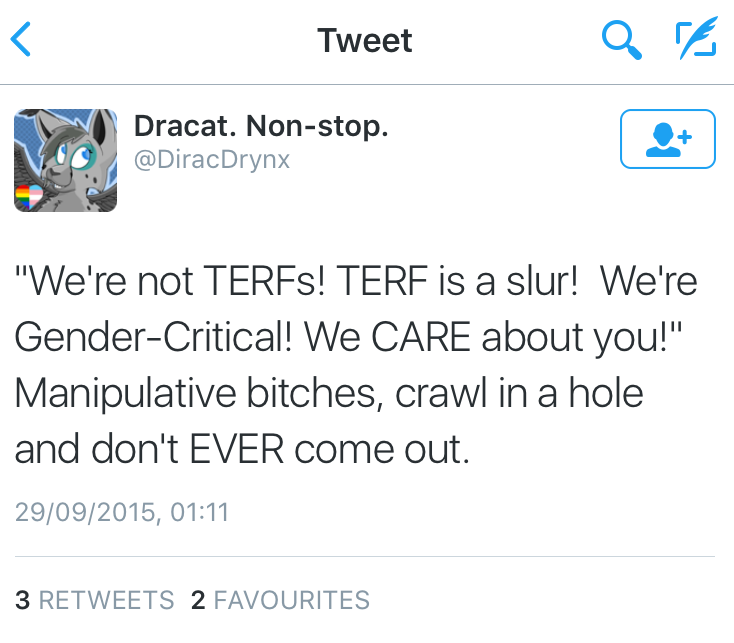 Tweet
Dracat. Non-stop.
@DiracDrynx
"We're not TERFs! TERF is a slur!  We're
Gender-Critical! We CARE about you!"
Manipulative bitches, crawl in a hole
and don't EVER come out.
29/09/2015, 01:11
3 RETWEETS 2 FAVOURITES